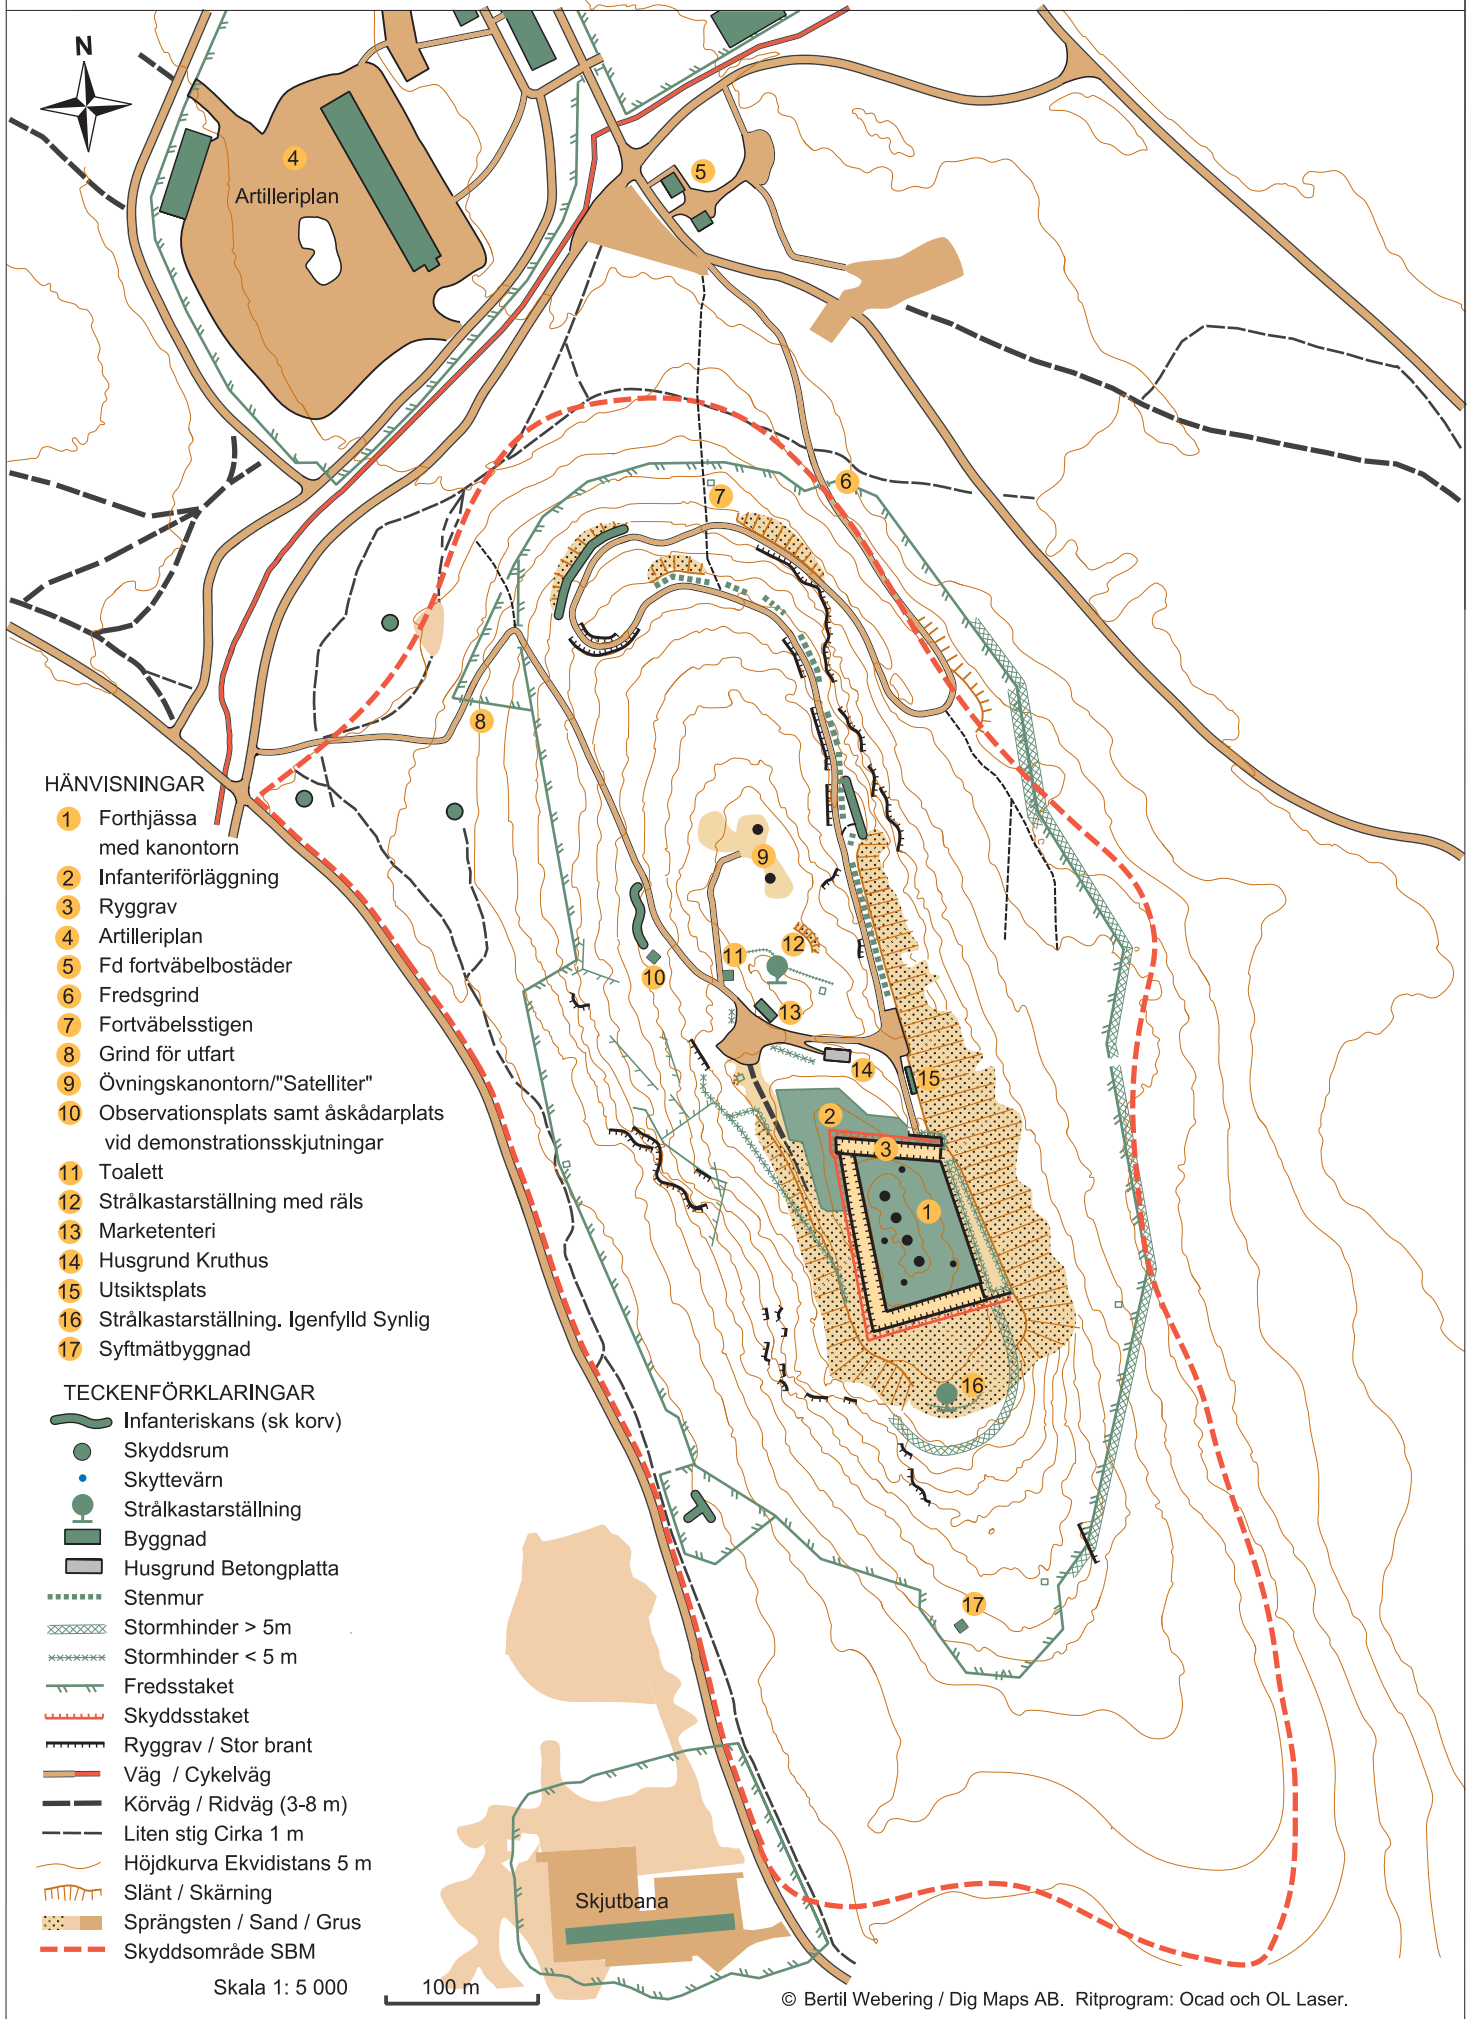 N
4
Artilleriplan
5
6
7
8
9
12
11
10
13
14
15
2
3
1
16
17
HÄNVISNINGAR
1 Forthjässa
med kanontorn
2 Infanteriförläggning
3 Ryggrav
4 Artilleriplan
5 Fd fortväbelbostäder
6 Fredsgrind
7 Fortväbelsstigen
8 Grind för utfart
9 Övningskanontorn/"Satelliter"
10 Observationsplats samt åskådarplats
vid demonstrationsskjutningar
11 Toalett
12 Strålkastarställning med räls
13 Marketenteri
14 Husgrund Kruthus
15 Utsiktsplats
16 Strålkastarställning. Igenfylld Synlig
17 Syftmätbyggnad
TECKENFÖRKLARINGAR
Infanteriskans (sk korv)
Skyddsrum
Skyttevärn
Strålkastarställning
Byggnad
Husgrund Betongplatta
Stenmur
Stormhinder > 5m
Stormhinder < 5 m
Fredsstaket
Skyddsstaket
Ryggrav / Stor brant
Väg / Cykelväg
Körväg / Ridväg (3-8 m)
Liten stig Cirka 1 m
Höjdkurva Ekvidistans 5 m
Slänt / Skärning
Sprängsten / Sand / Grus
Skyddsområde SBM
Skjutbana
Skala 1: 5 000 100 m
© Bertil Webering / Dig Maps AB. Ritprogram: Ocad och OL Laser.